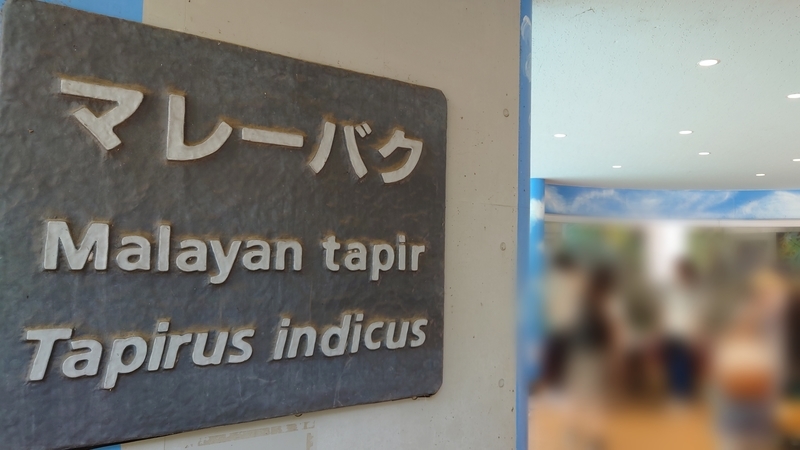 マレーバク
Malayan tapir
Tapirus indicus